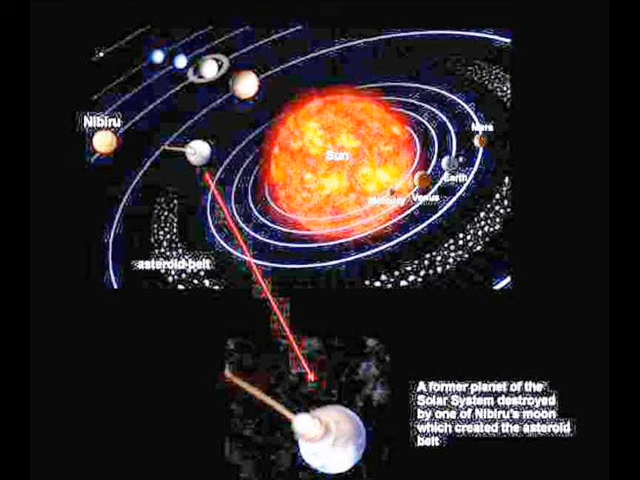 Nibiru
Mars
Sun
Earth
Mercury
Venus
asteroid-belt
A former planet of the
Solar System destroyed
by one of Nibiru's moon
which created the asteroid
belt